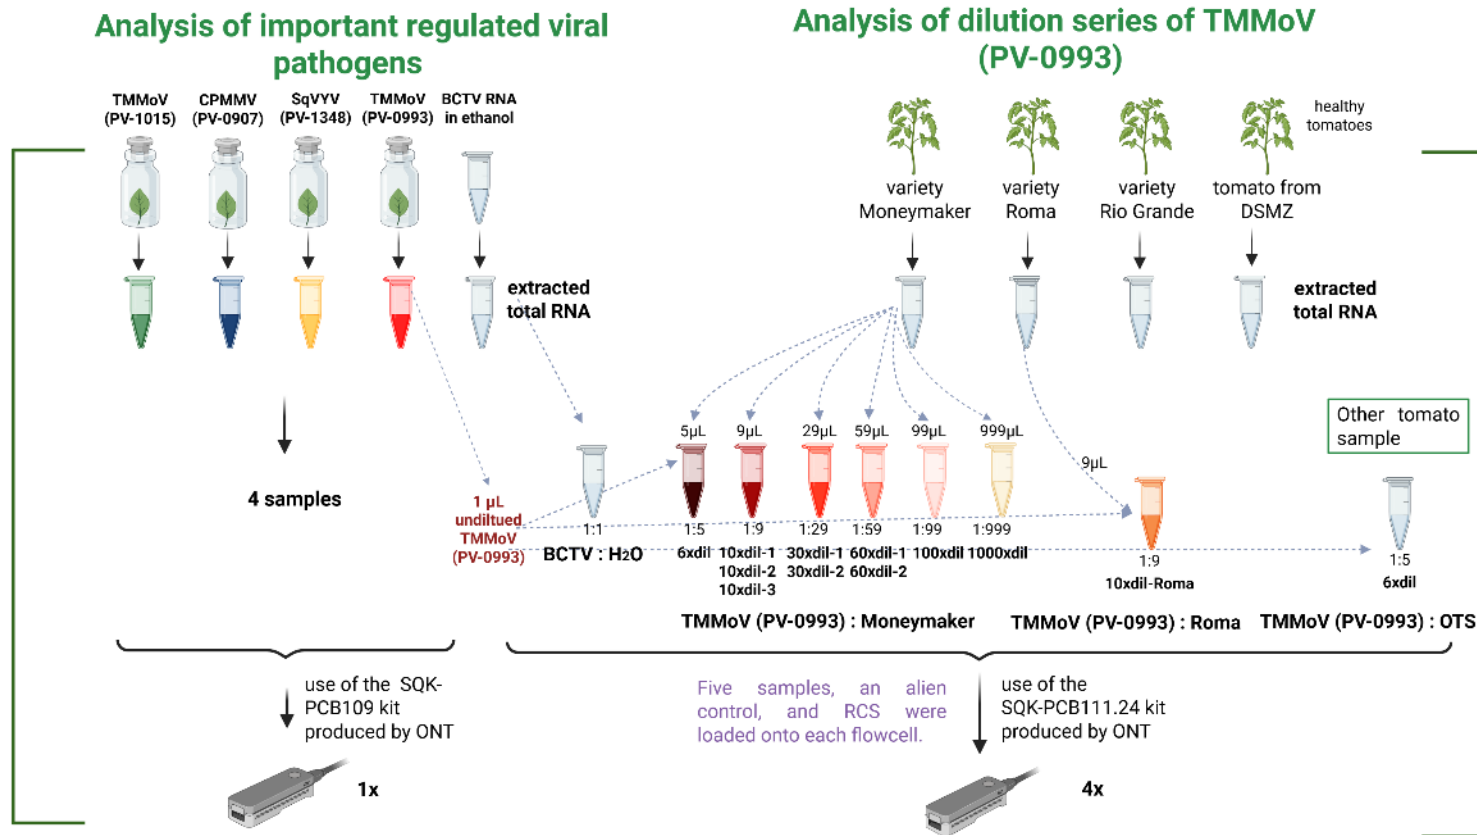 Analysis of important regulated viral
pathogens
TMMoV
(PV-1015)
CPMMV
(PV-0907)
SqVYV
(PV-1348)
TMMoV
(PV-0993)
BCTV RNA
in ethanol
extracted
total RNA
4 samples
1 µL
undiltued
TMMoV
(PV-0993)
use of the SQK-
PCB109 kit
produced by ONT
1x
Analysis of dilution series of TMMoV
(PV-0993)
healthy
tomatoes
variety
Moneymaker
variety
Roma
variety
Rio Grande
tomato from
DSMZ
extracted
total RNA
Other tomato
sample
5µL
9µL
29µL
59µL
99µL
999µL
9µL
1:1
BCTV : H₂O
1:5
6xdil
1:9
10xdil-1
10xdil-2
10xdil-3
1:29
30xdil-1
30xdil-2
1:59
60xdil-1
60xdil-2
1:99
100xdil
1:999
1000xdil
1:9
10xdil-Roma
1:5
6xdil
TMMoV (PV-0993) : Moneymaker
TMMoV (PV-0993) : Roma
TMMoV (PV-0993) : OTS
Five samples, an alien
control, and RCS were
loaded onto each flowcell.
use of the
SQK-PCB111.24 kit
produced by ONT
4x